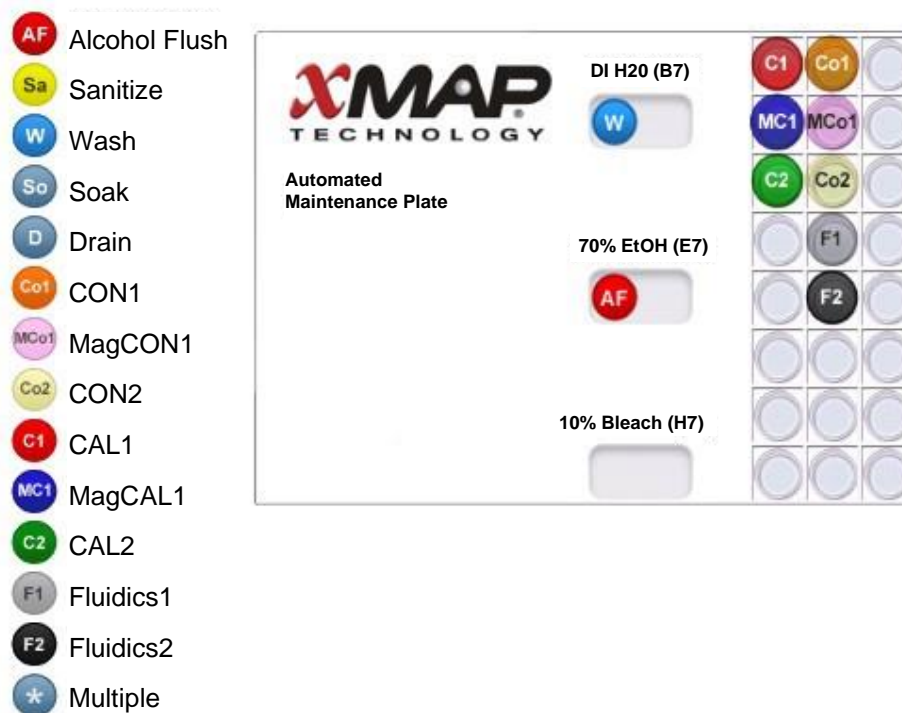 AF Alcohol Flush
Sa Sanitize
W Wash
So Soak
D Drain
Co1 CON1
MCo1 MagCON1
Co2 CON2
C1 CAL1
MC1 MagCAL1
C2 CAL2
F1 Fluidics1
F2 Fluidics2
* Multiple
xMAP
TECHNOLOGY
Automated
Maintenance Plate
DI H20 (B7)
W
70% EtOH (E7)
AF
10% Bleach (H7)
C1 Co1
MC1 MCo1
C2 Co2
F1
F2